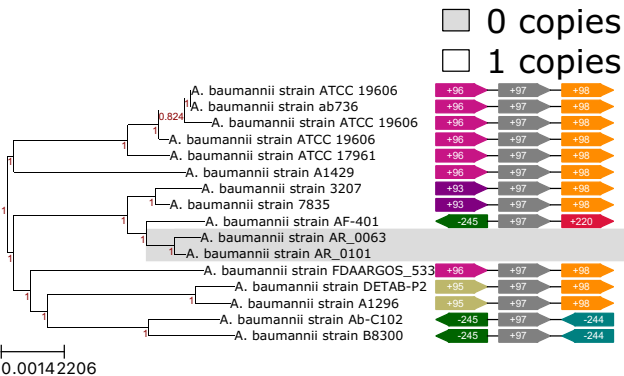 0 copies
1 copies
A. baumannii strain ATCC 19606 +96 +97 +98
1 A. baumannii strain ab736 +96 +97 +98
0.824 A. baumannii strain ATCC 19606 +96 +97 +98
1 A. baumannii strain ATCC 19606 +96 +97 +98
1 A. baumannii strain ATCC 17961 +96 +97 +98
1 A. baumannii strain A1429 +96 +97 +98
A. baumannii strain 3207 +93 +97 +98
1 A. baumannii strain 7835 +93 +97 +98
1 A. baumannii strain AF-401 -245 +97 +220
1 A. baumannii strain AR_0063
1 1 A. baumannii strain AR_0101
A. baumannii strain FDAARGOS_533 +96 +97 +98
A. baumannii strain DETAB-P2 +95 +97 +98
1 1 A. baumannii strain A1296 +95 +97 +98
1 A. baumannii strain Ab-C102 -245 +97 -244
1 A. baumannii strain B8300 -245 +97 -244
0.00142206